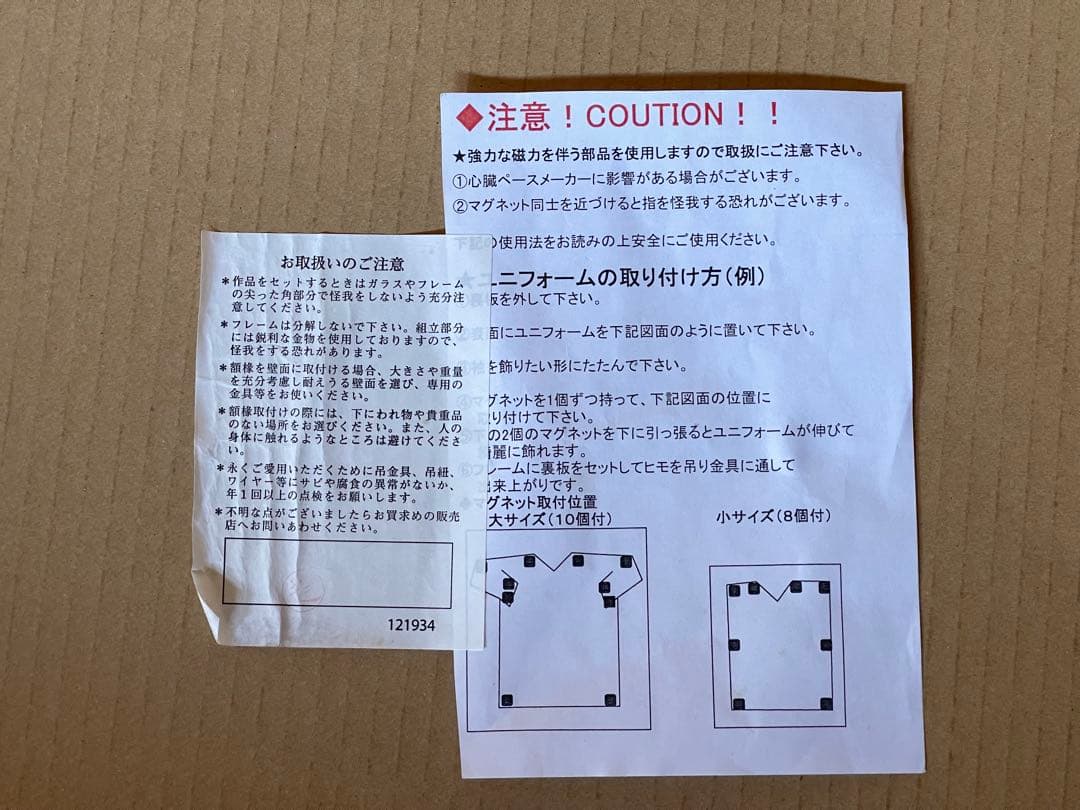 ◆注意！COUTION！！
★強力な磁力を伴う部品を使用しますので取扱にご注意下さい。
①心臓ペースメーカーに影響がある場合がございます。
②マグネット同士を近づけると指を怪我する恐れがございます。
下記の使用法をお読みの上安全にご使用ください。
★ユニフォームの取り付け方（例）
板を外して下さい。
面にユニフォームを下記図面のように置いて下さい。
を飾りたい形にたたんで下さい。
④マグネットを1個ずつ持って、下記図面の位置に
取り付けて下さい。
下の2個のマグネットを下に引っ張るとユニフォームが伸びて
綺麗に飾れます。
⑥フレームに裏板をセットしてヒモを吊り金具に通して
出来上がりです。
◆マグネット取付位置
大サイズ（10個付）
小サイズ（8個付）
お取扱いのご注意
＊作品をセットするときはガラスやフレーム
の尖った角部分で怪我をしないよう充分注
意してください。
＊フレームは分解しないで下さい。組立部分
には鋭利な金物を使用しておりますので、
怪我をする恐れがあります。
＊額縁を壁面に取付ける場合、大きさや重量
を充分考慮し耐えうる壁面を選び、専用の
金具等をお使いください。
＊額縁取付けの際には、下にわれ物や貴重品
のない場所をお選びください。また、人の
身体に触れるようなところは避けてくださ
い。
＊永くご愛用いただくために吊金具、吊紐、
ワイヤー等にサビや腐食の異常がないか、
年1回以上の点検をお願いします。
＊不明な点がございましたらお買求めの販売
店へお問いあわせください。
121934